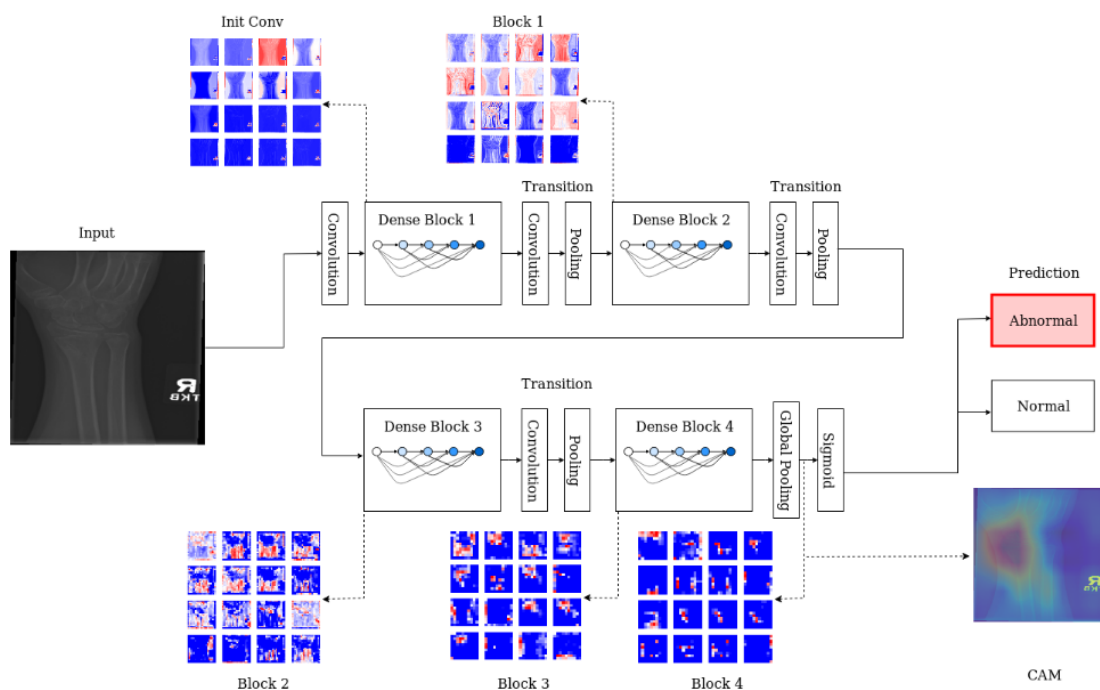 Init Conv
Block 1
Transition
Transition
Input
Convolution
Dense Block 1
Convolution
Pooling
Dense Block 2
Convolution
Pooling
Prediction
Abnormal
R
TKB
Transition
Normal
Dense Block 3
Convolution
Pooling
Dense Block 4
Global Pooling
Sigmoid
R
TKB
Block 2
Block 3
Block 4
CAM